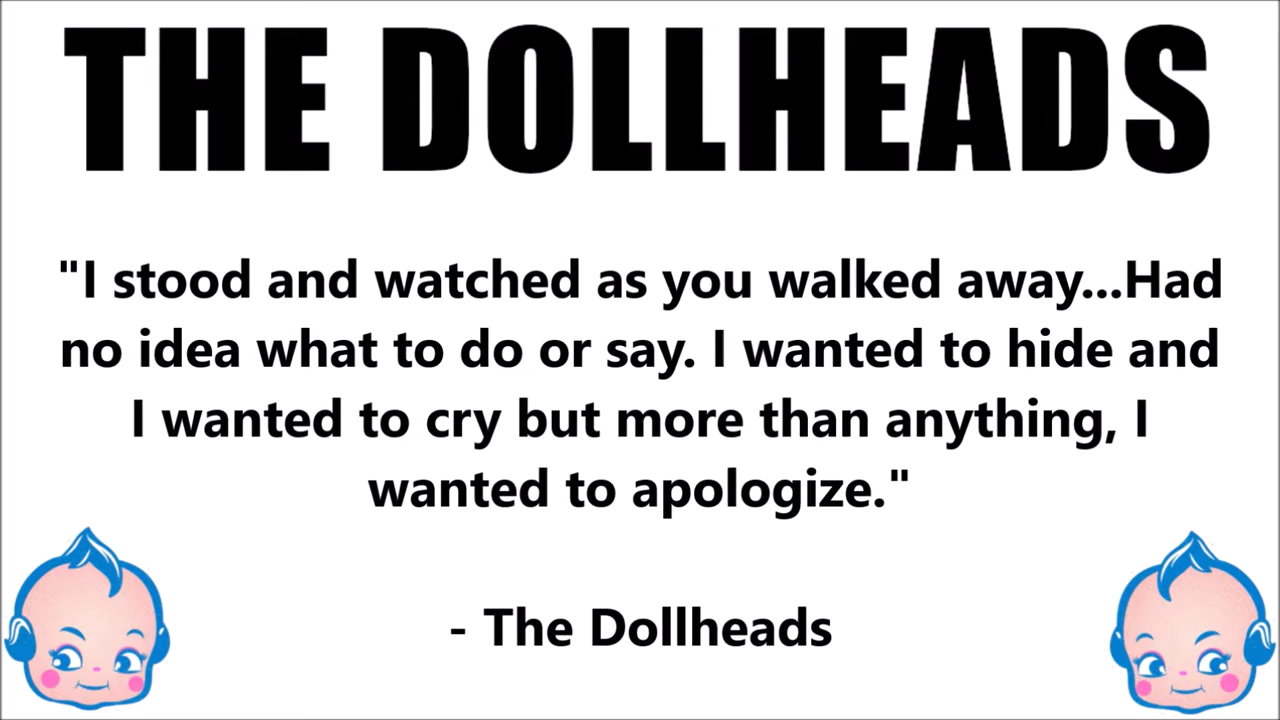 THE DOLLHEADS
"I stood and watched as you walked away...Had
no idea what to do or say. I wanted to hide and
I wanted to cry but more than anything, I
wanted to apologize."
- The Dollheads